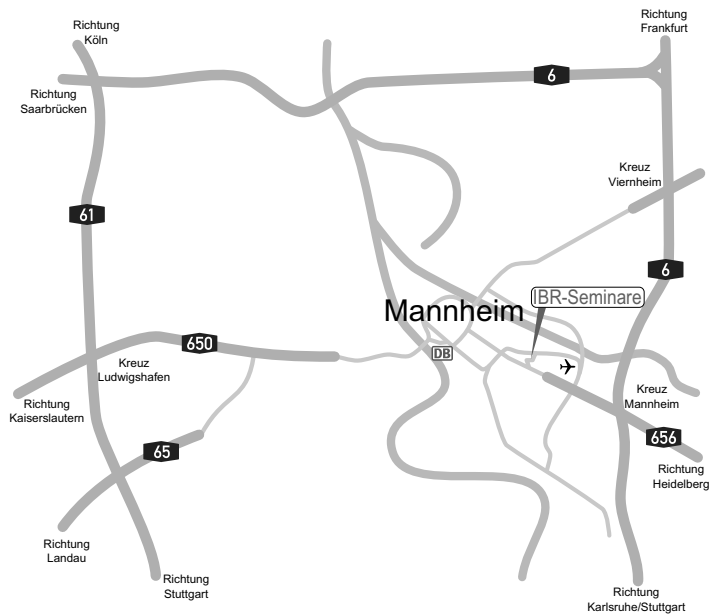 Richtung
Köln
Richtung
Frankfurt
6
Richtung
Saarbrücken
Kreuz
Viernheim
61
6
IBR-Seminare
Mannheim
650
DB
Kreuz
Ludwigshafen
Kreuz
Mannheim
Richtung
Kaiserslautern
656
65
Richtung
Heidelberg
Richtung
Landau
Richtung
Stuttgart
Richtung
Karlsruhe/Stuttgart